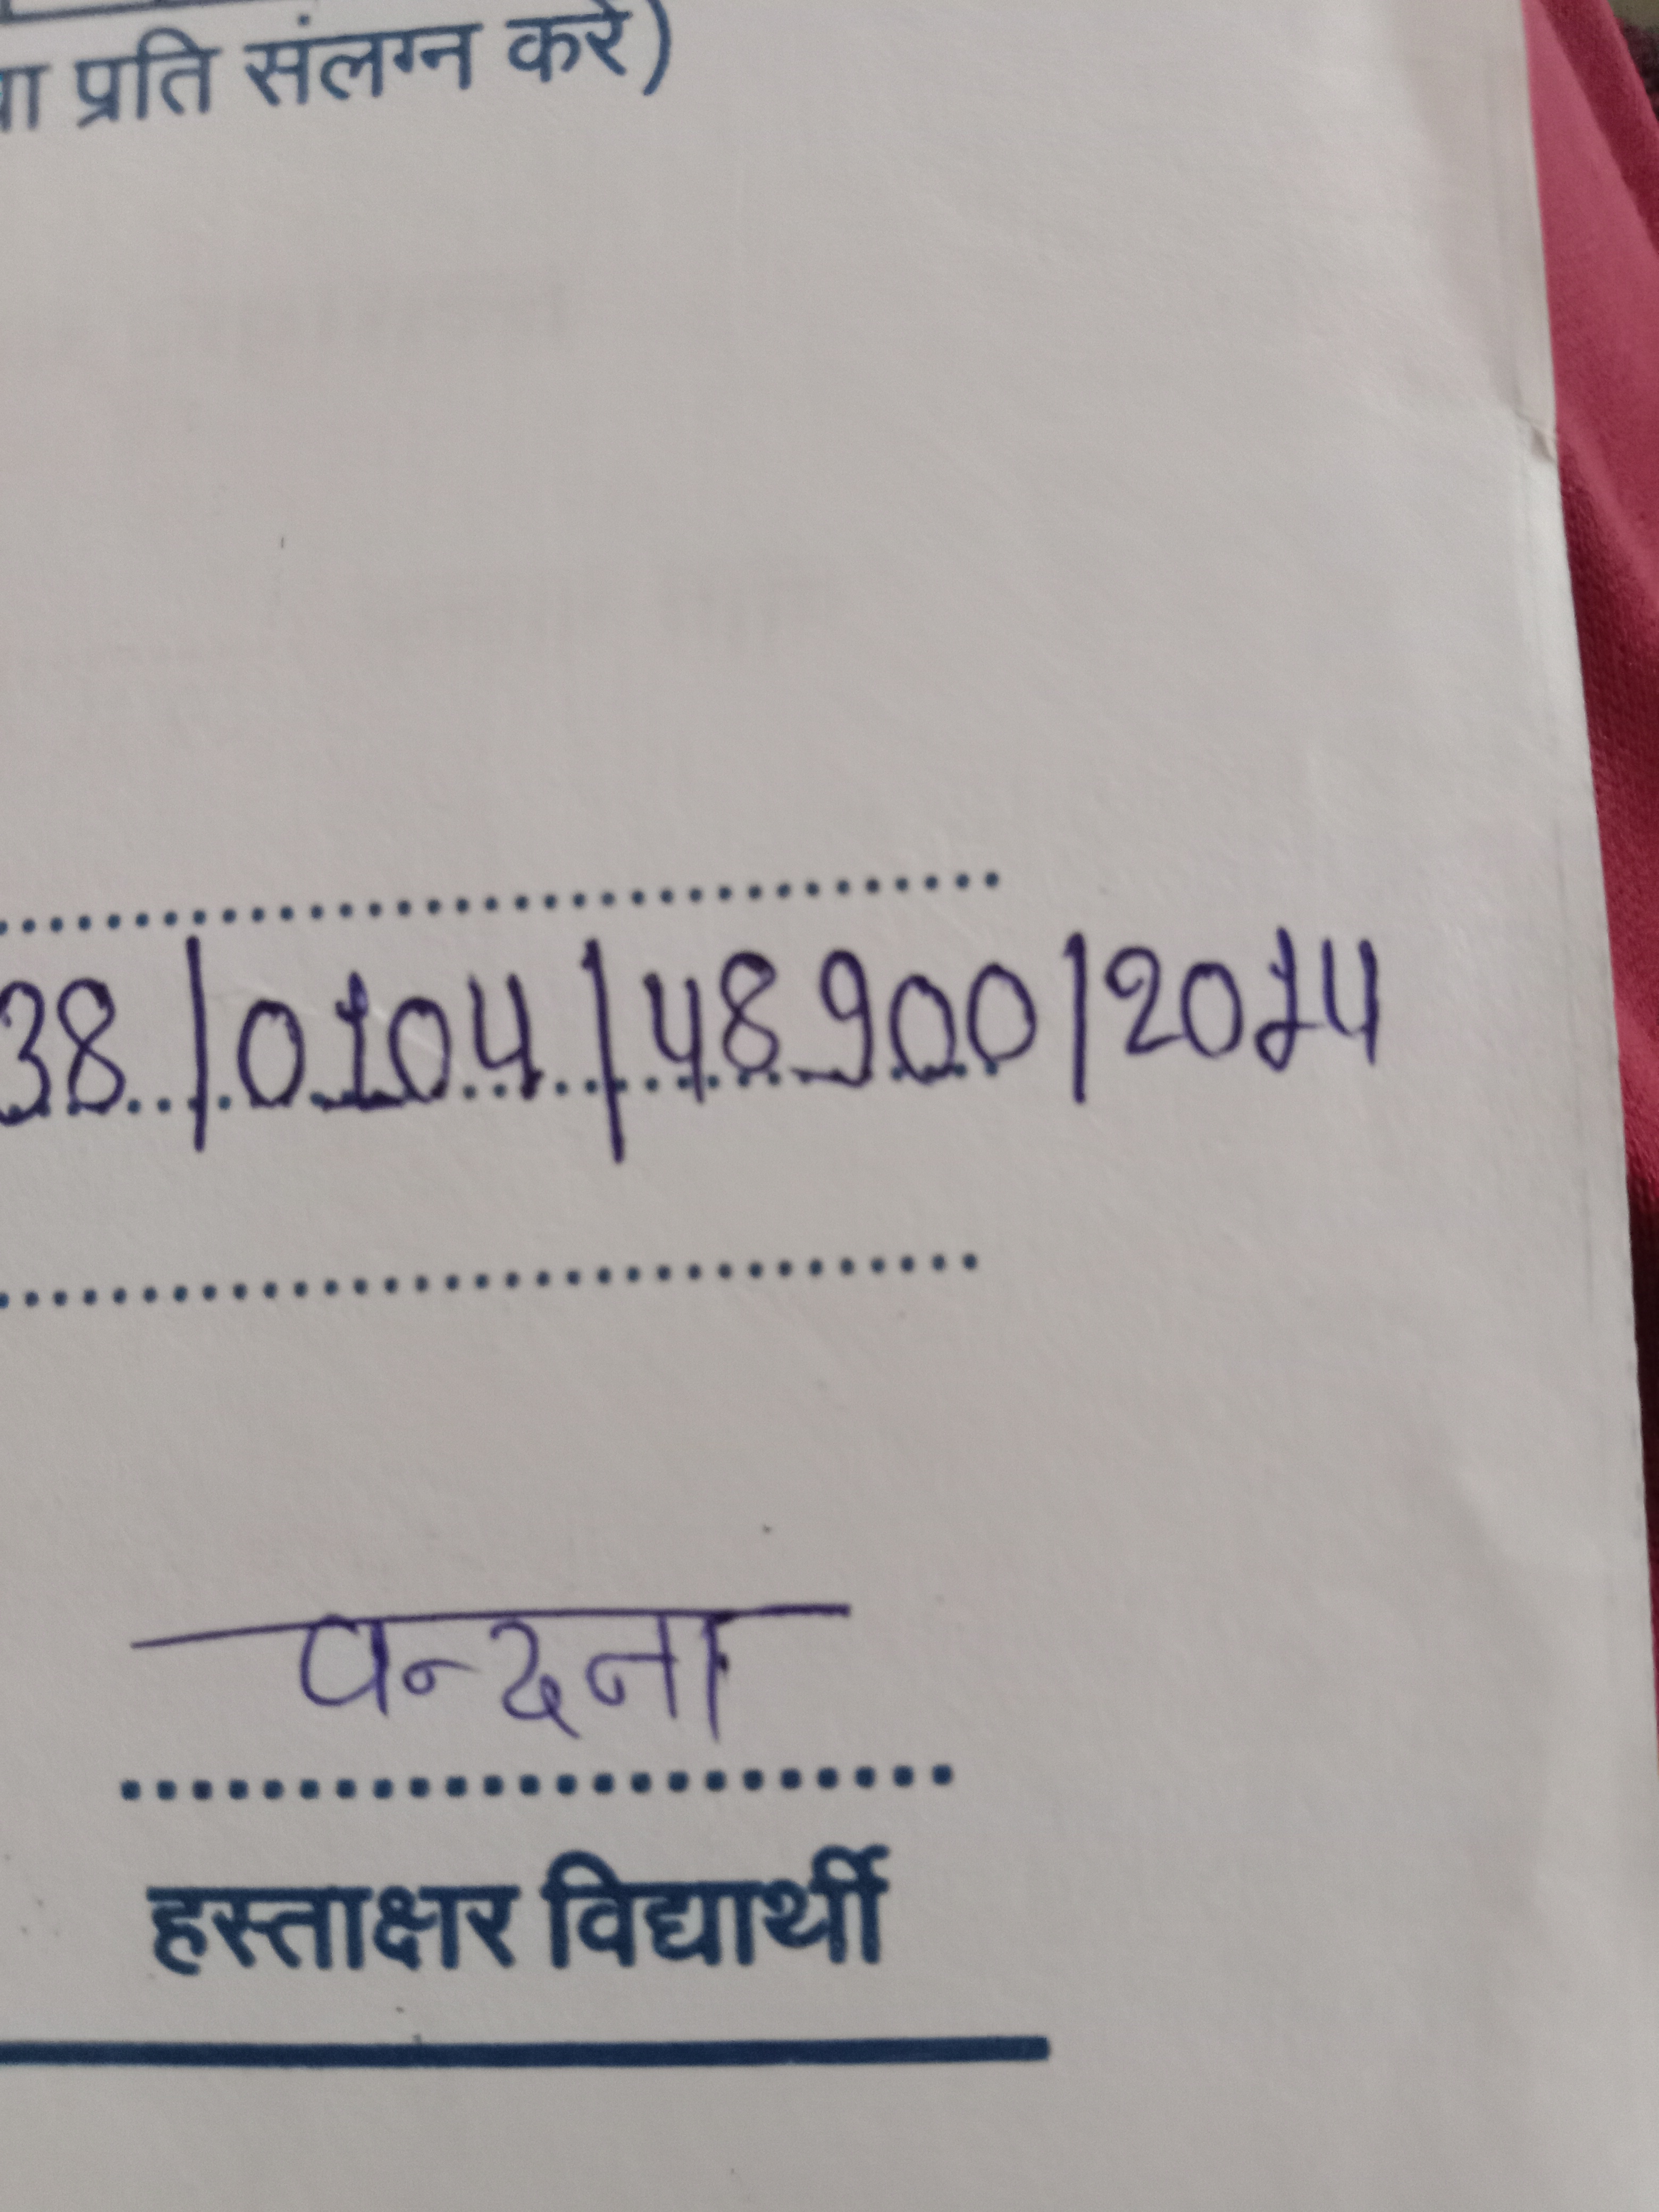 प्रति संलग्न करें)
38/0104/48900/2014
वन्दना
हस्ताक्षर विद्यार्थी